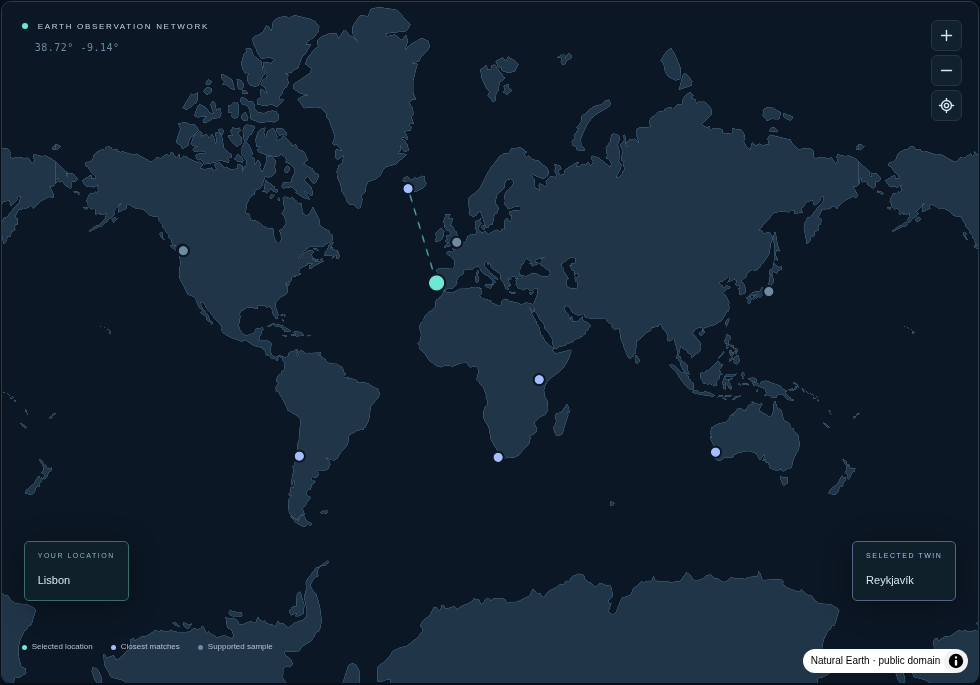 EARTH OBSERVATION NETWORK
38.72° -9.14°
YOUR LOCATION
Lisbon
SELECTED TWIN
Reykjavík
Selected location
Closest matches
Supported sample
Natural Earth · public domain